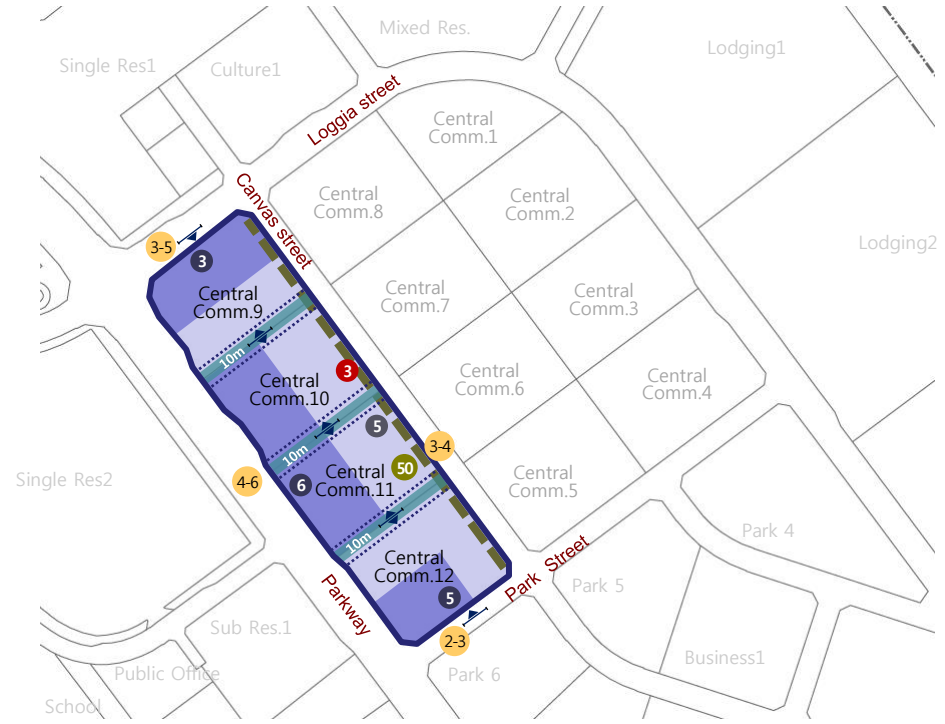 Mixed Res.
Lodging1
Single Res1
Culture1
Loggia street
Central
Comm.1
Canvas street
Central
Comm.8
Central
Comm.2
3-5
3
Lodging2
Central
Comm.9
Central
Comm.7
Central
Comm.3
10m
3
Central
Comm.10
Central
Comm.6
Central
Comm.4
5
3-4
10m
50
Central
Comm.11
6
4-6
Single Res2
Central
Comm.5
Park 4
10m
Central
Comm.12
Park Street
Park 5
5
Parkway
Sub Res.1
2-3
Business1
Public Office
Park 6
School